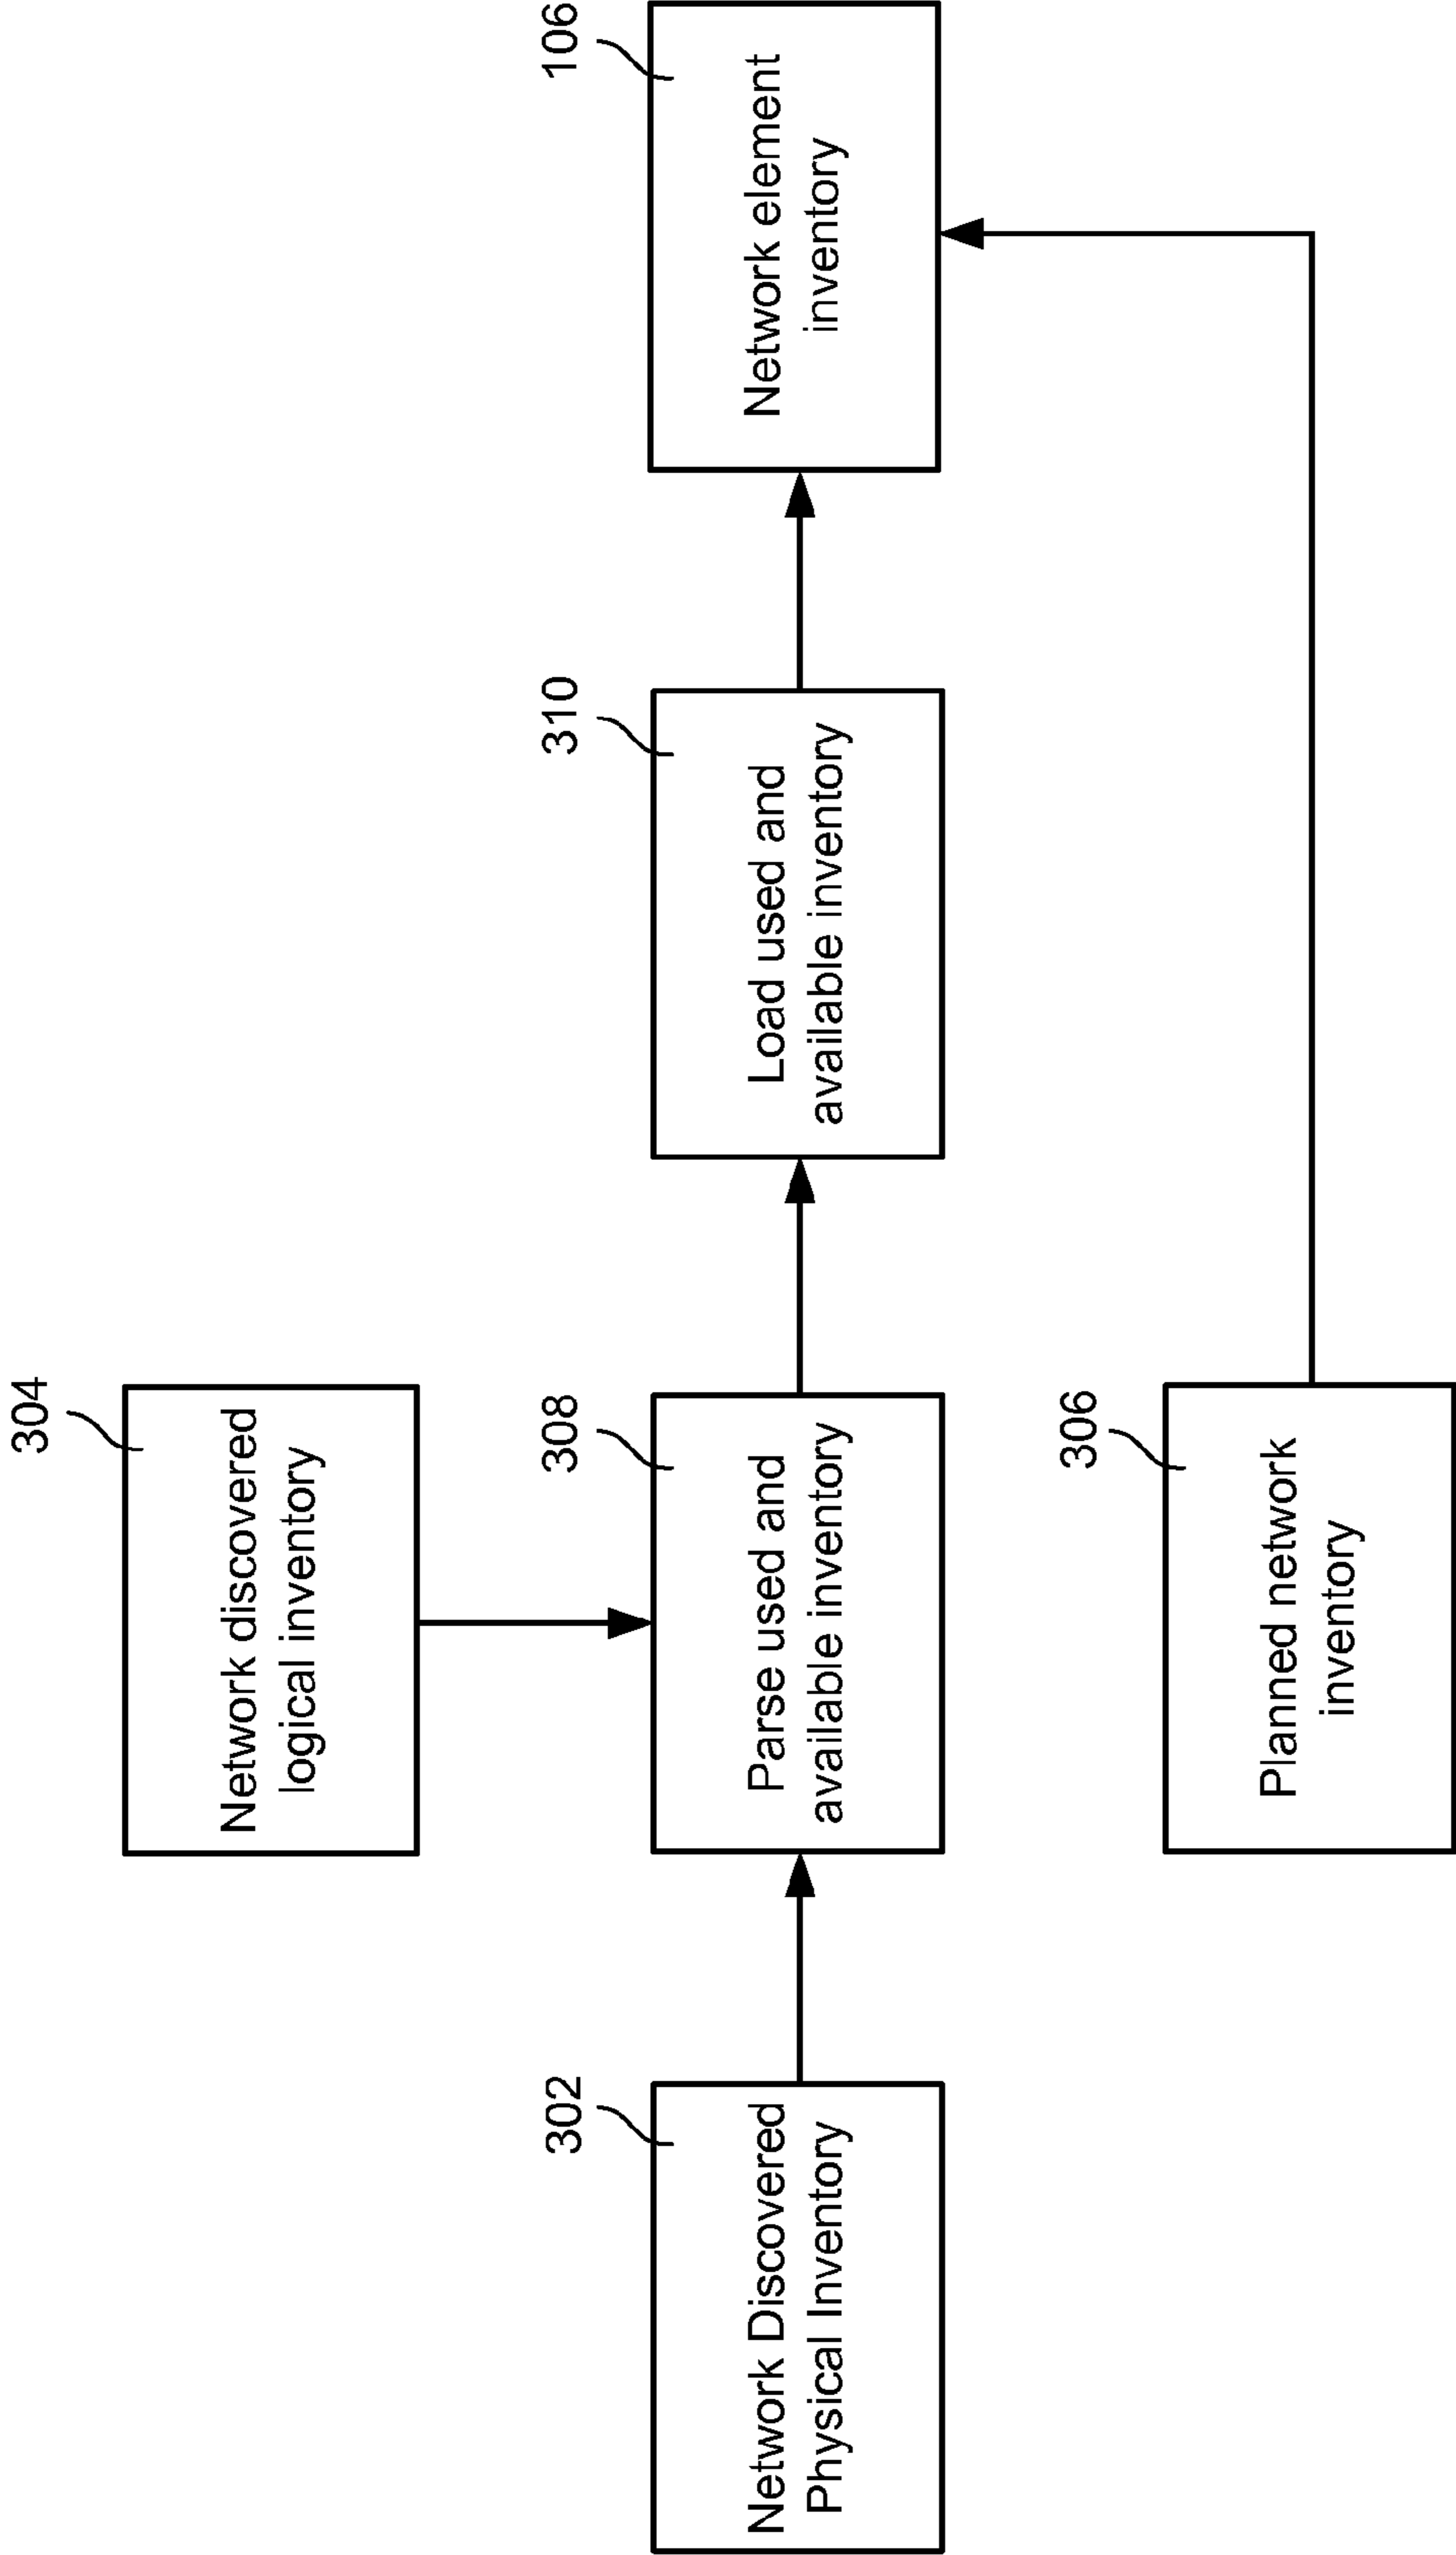 304
Network discovered
logical inventory
302
Network Discovered
Physical Inventory
308
Parse used and
available inventory
310
Load used and
available inventory
106
Network element
inventory
306
Planned network
inventory